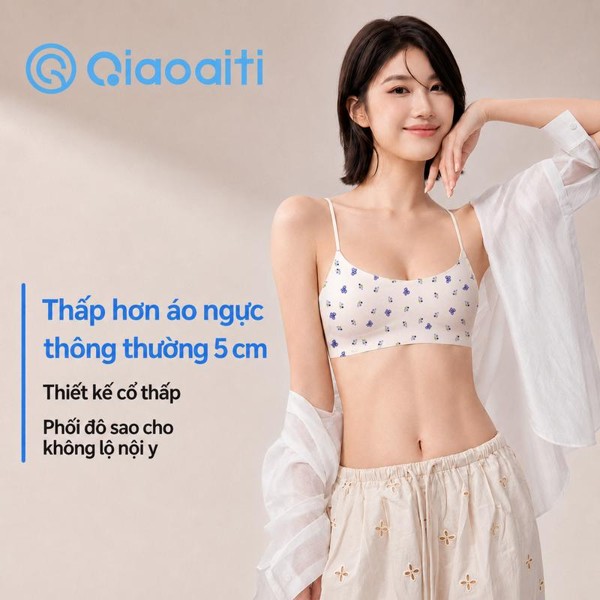 Qiaoaiti
Thấp hơn áo ngực
thông thường 5 cm
Thiết kế cổ thấp
Phối đô sao cho
không lộ nội y